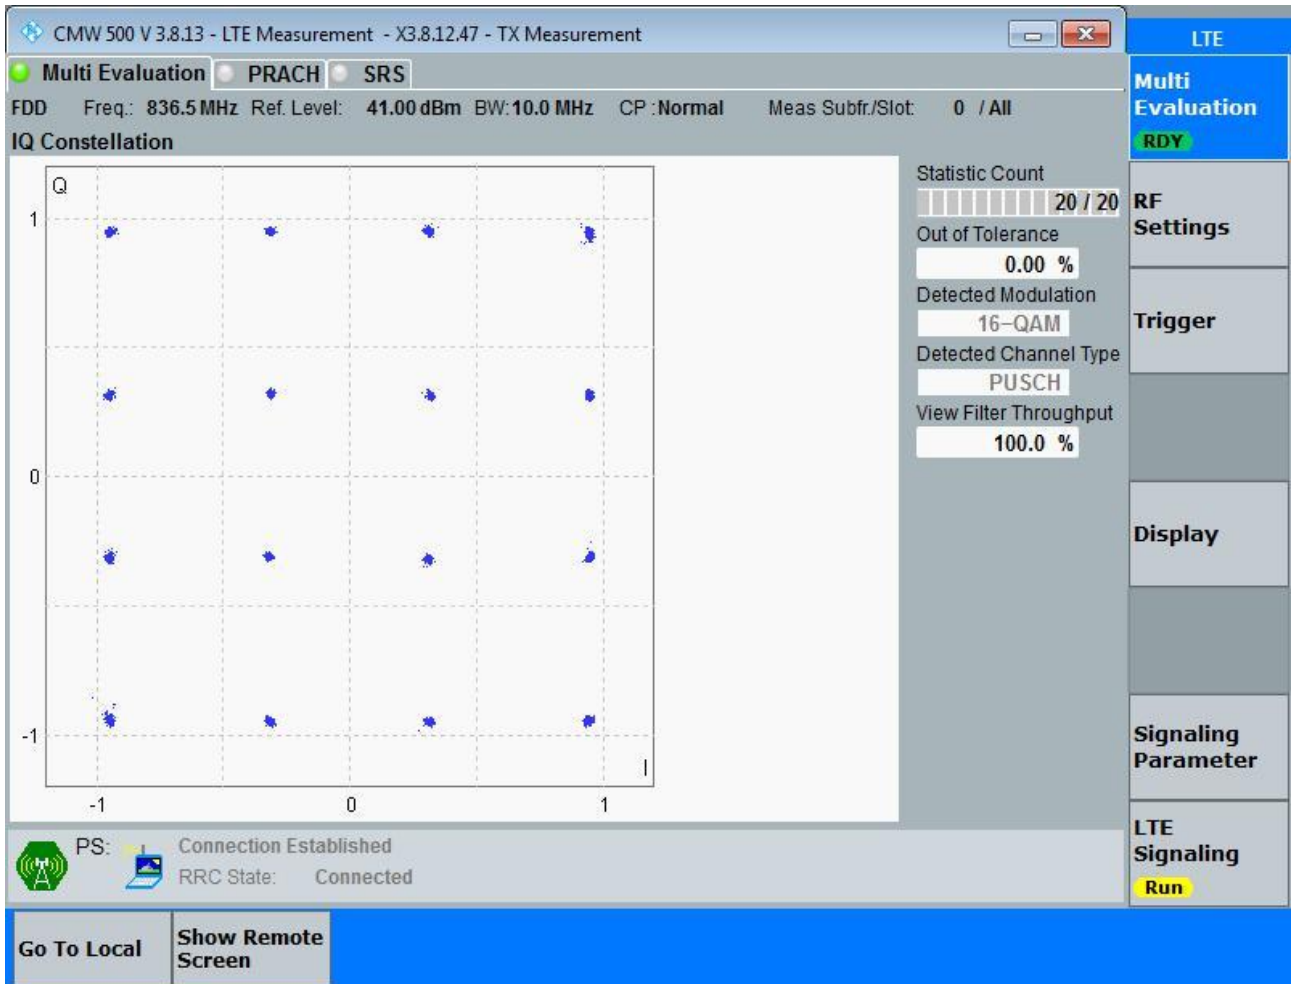 CMW 500 V 3.8.13 - LTE Measurement - X3.8.12.47 - TX Measurement
LTE
Multi Evaluation PRACH SRS
FDD Freq.: 836.5 MHz Ref. Level: 41.00 dBm BW: 10.0 MHz CP : Normal Meas Subfr./Slot: 0 / All
IQ Constellation
Q
1
0
-1
I
-1 0 1
Statistic Count
20 / 20
Out of Tolerance
0.00 %
Detected Modulation
16-QAM
Detected Channel Type
PUSCH
View Filter Throughput
100.0 %
Multi
Evaluation
RDY
RF
Settings
Trigger
Display
Signaling
Parameter
LTE
Signaling
Run
PS: Connection Established
RRC State: Connected
Go To Local
Show Remote
Screen